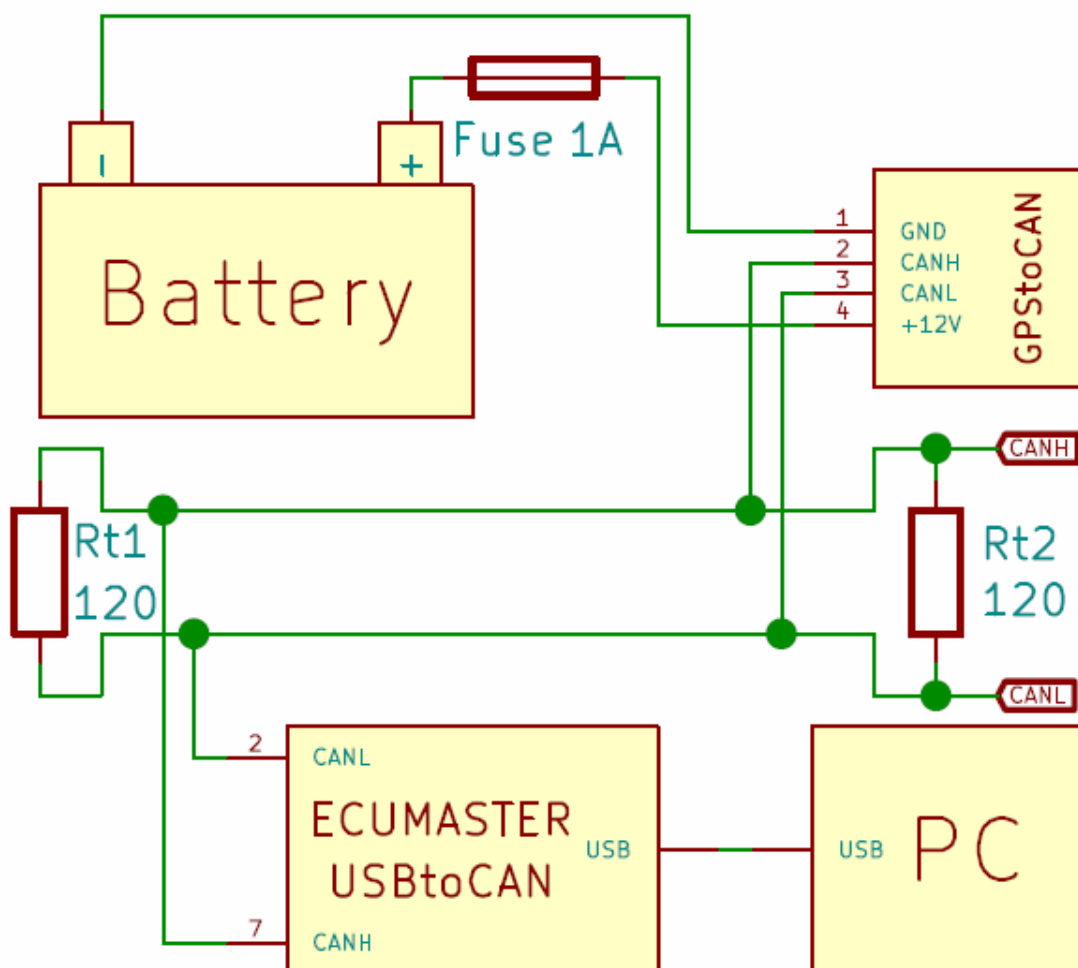 -
+
Fuse 1A
Battery
1
GND
2
CANH
3
CANL
4
+12V
GPStoCAN
CANH
Rt1
120
Rt2
120
CANL
2
CANL
ECUMASTER
USBtoCAN
USB
7
CANH
USB
PC